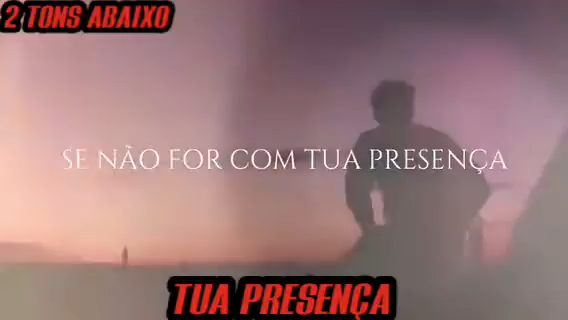 2 TONS ABAIXO
SE NÃO FOR COM TUA PRESENÇA
TUA PRESENÇA